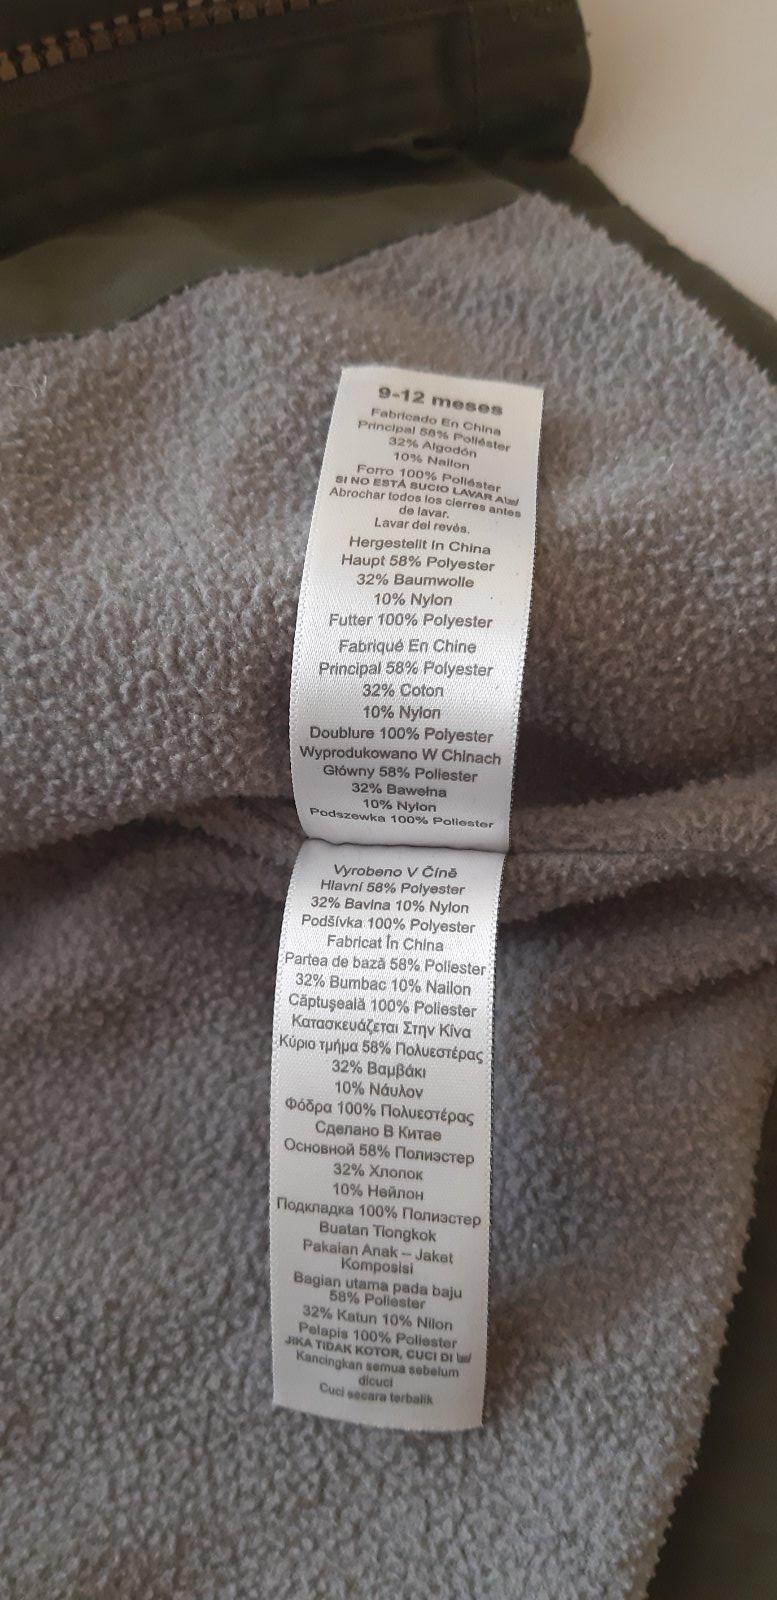 9-12 meses
Fabricado En China
Principal 58% Poliéster
32% Algodón
10% Nailon
Forro 100% Poliéster
SI NO ESTÁ SUCIO LAVAR A
Abrochar todos los cierres antes
de lavar.
Lavar del revés.
Hergestellt In China
Haupt 58% Polyester
32% Baumwolle
10% Nylon
Futter 100% Polyester
Fabriqué En Chine
Principal 58% Polyester
32% Coton
10% Nylon
Doublure 100% Polyester
Wyprodukowano W Chinach
Główny 58% Poliester
32% Bawełna
10% Nylon
Podszewka 100% Poliester
Vyrobeno V Číně
Hlavní 58% Polyester
32% Bavlna 10% Nylon
Podšívka 100% Polyester
Fabricat În China
Partea de bază 58% Poliester
32% Bumbac 10% Nailon
Căptuşeală 100% Poliester
Κατασκευάζεται Στην Κίνα
Κύριο τμήμα 58% Πολυεστέρας
32% Βαμβάκι
10% Νάυλον
Φόδρα 100% Πολυεστέρας
Сделано В Китае
Основной 58% Полиэстер
32% Хлопок
10% Нейлон
Подкладка 100% Полиэстер
Buatan Tiongkok
Pakaian Anak – Jaket
Komposisi
Bagian utama pada baju
58% Poliester
32% Katun 10% Nilon
Pelapis 100% Poliester
JIKA TIDAK KOTOR, CUCI DI
Kancingkan semua sebelum
dicuci
Cuci secara terbalik